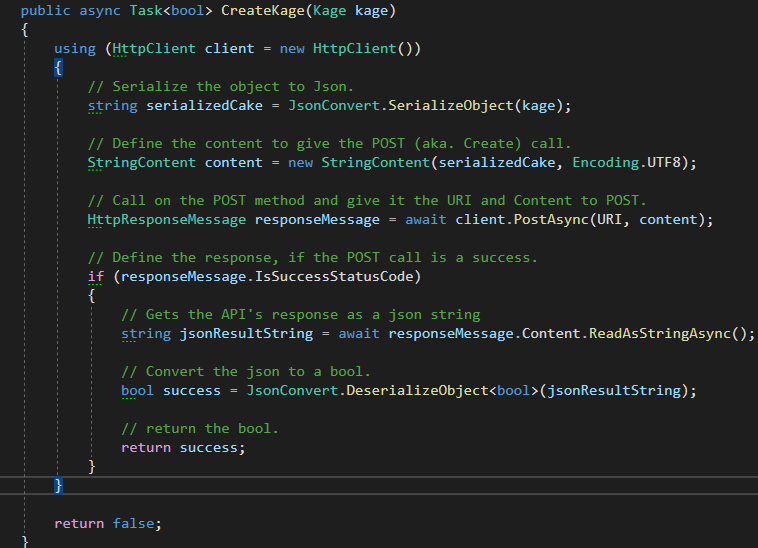 public async Task<bool> CreateKage(Kage kage)
{
using (HttpClient client = new HttpClient())
{
// Serialize the object to Json.
string serializedCake = JsonConvert.SerializeObject(kage);
// Define the content to give the POST (aka. Create) call.
StringContent content = new StringContent(serializedCake, Encoding.UTF8);
// Call on the POST method and give it the URI and Content to POST.
HttpResponseMessage responseMessage = await client.PostAsync(URI, content);
// Define the response, if the POST call is a success.
if (responseMessage.IsSuccessStatusCode)
{
// Gets the API's response as a json string
string jsonResultString = await responseMessage.Content.ReadAsStringAsync();
// Convert the json to a bool.
bool success = JsonConvert.DeserializeObject<bool>(jsonResultString);
// return the bool.
return success;
}
}
return false;
}